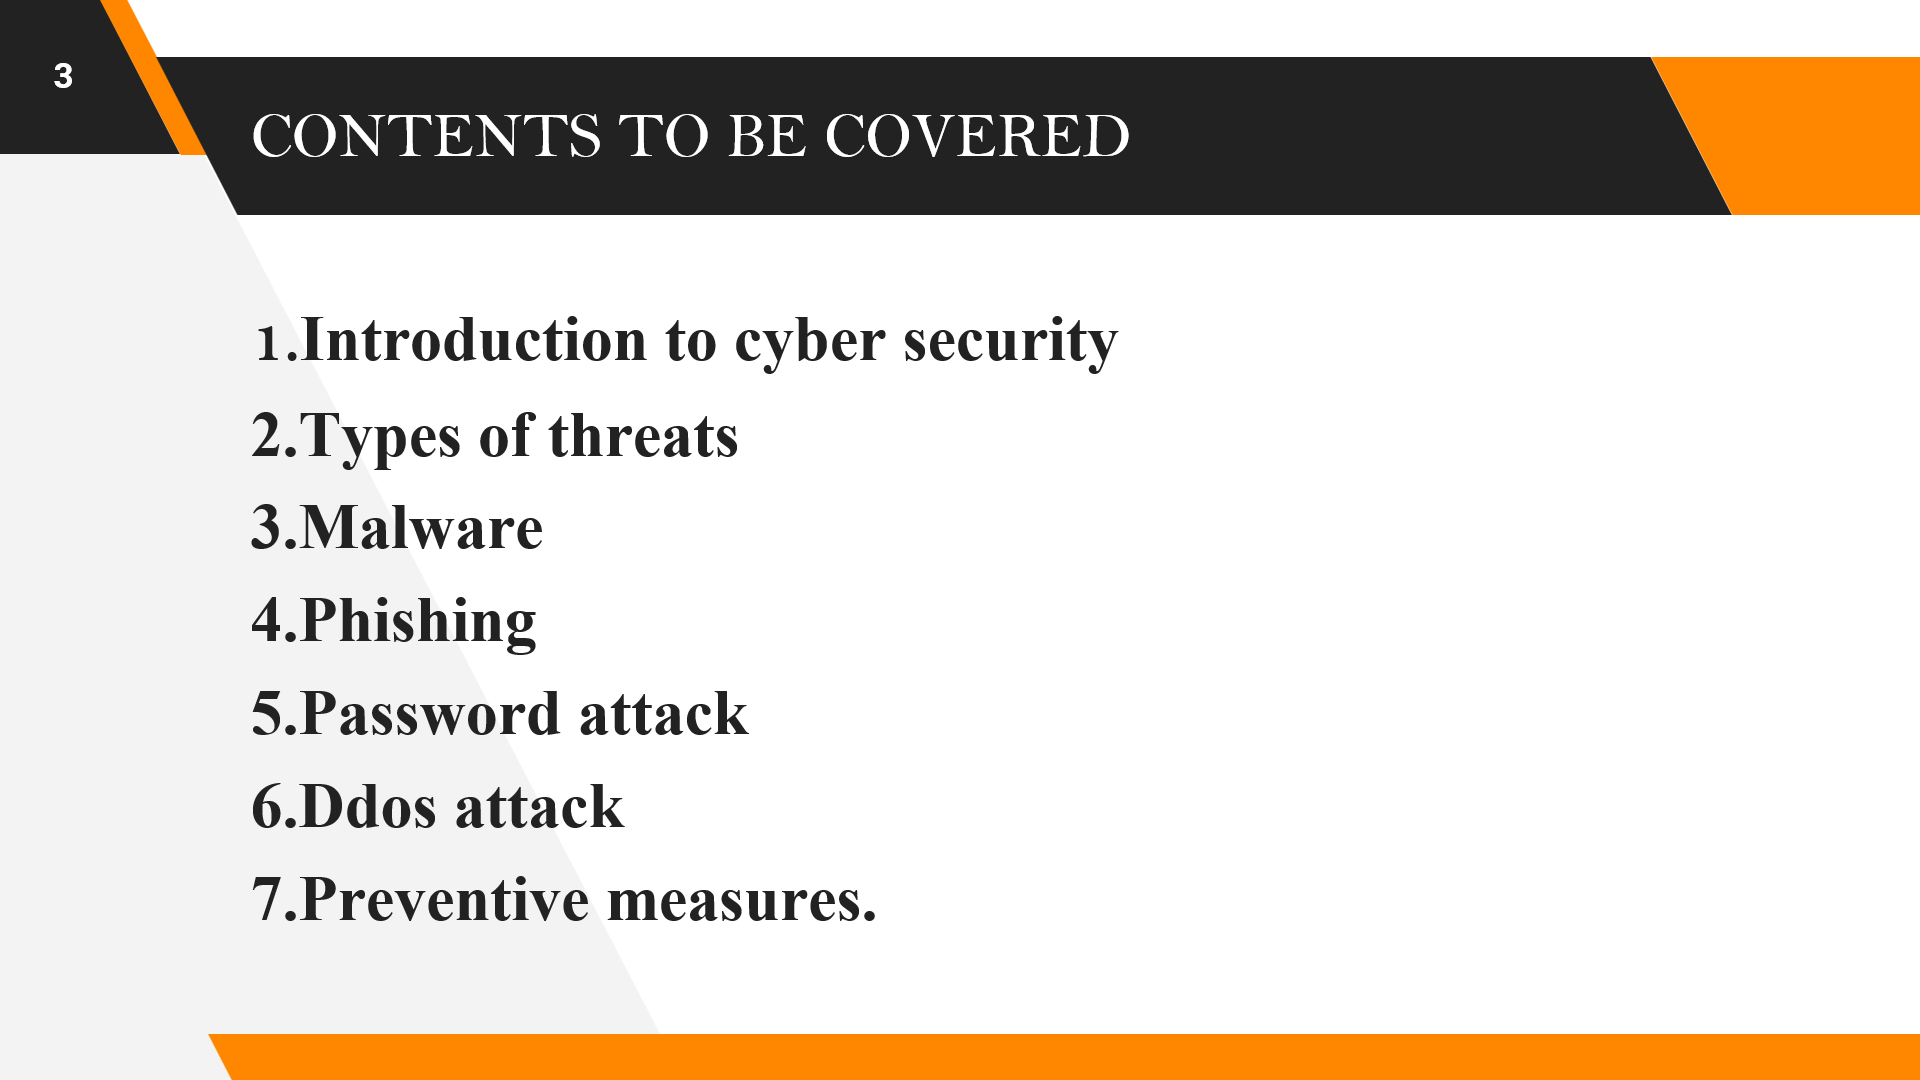 3
CONTENTS TO BE COVERED
1.Introduction to cyber security
2.Types of threats
3.Malware
4.Phishing
5.Password attack
6.Ddos attack
7.Preventive measures.